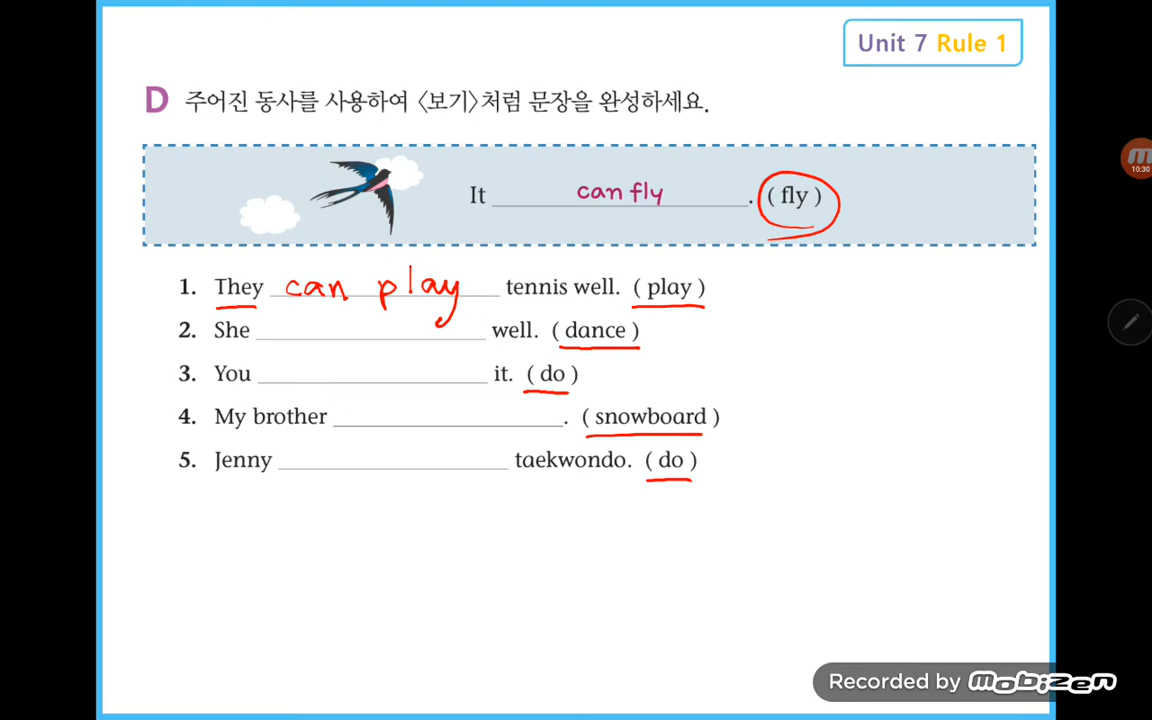 Unit 7 Rule 1
D 주어진 동사를 사용하여 〈보기〉처럼 문장을 완성하세요.
It can fly . ( fly )
10:30
1. They can play tennis well. ( play )
2. She well. ( dance )
3. You it. ( do )
4. My brother . ( snowboard )
5. Jenny taekwondo. ( do )
Recorded by mobizen